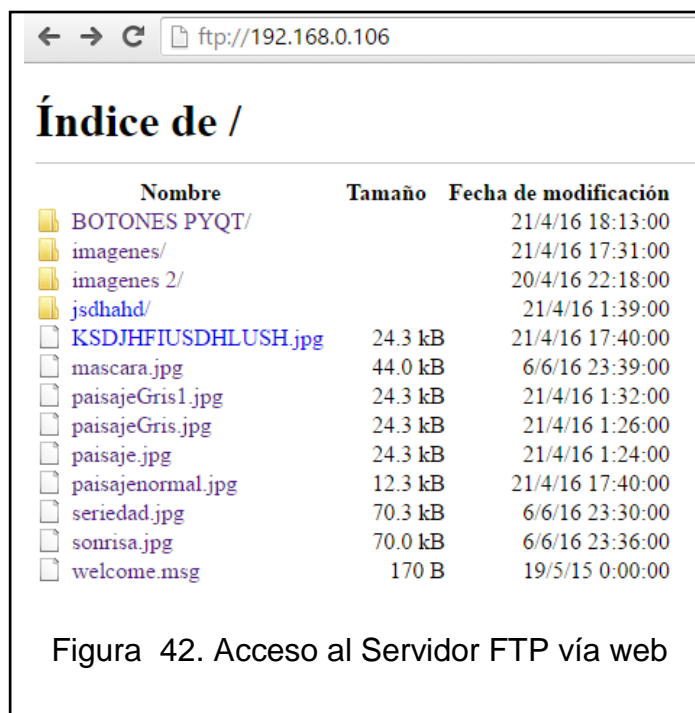 ftp://192.168.0.106
Índice de /
Nombre Tamaño Fecha de modificación
BOTONES PYQT/ 21/4/16 18:13:00
imagenes/ 21/4/16 17:31:00
imagenes 2/ 20/4/16 22:18:00
jsdhahd/ 21/4/16 1:39:00
KSDJHFIUSDHLUSH.jpg 24.3 kB 21/4/16 17:40:00
mascara.jpg 44.0 kB 6/6/16 23:39:00
paisajeGris1.jpg 24.3 kB 21/4/16 1:32:00
paisajeGris.jpg 24.3 kB 21/4/16 1:26:00
paisaje.jpg 24.3 kB 21/4/16 1:24:00
paisajenormal.jpg 12.3 kB 21/4/16 17:40:00
seriedad.jpg 70.3 kB 6/6/16 23:30:00
sonrisa.jpg 70.0 kB 6/6/16 23:36:00
welcome.msg 170 B 19/5/15 0:00:00
Figura 42. Acceso al Servidor FTP vía web